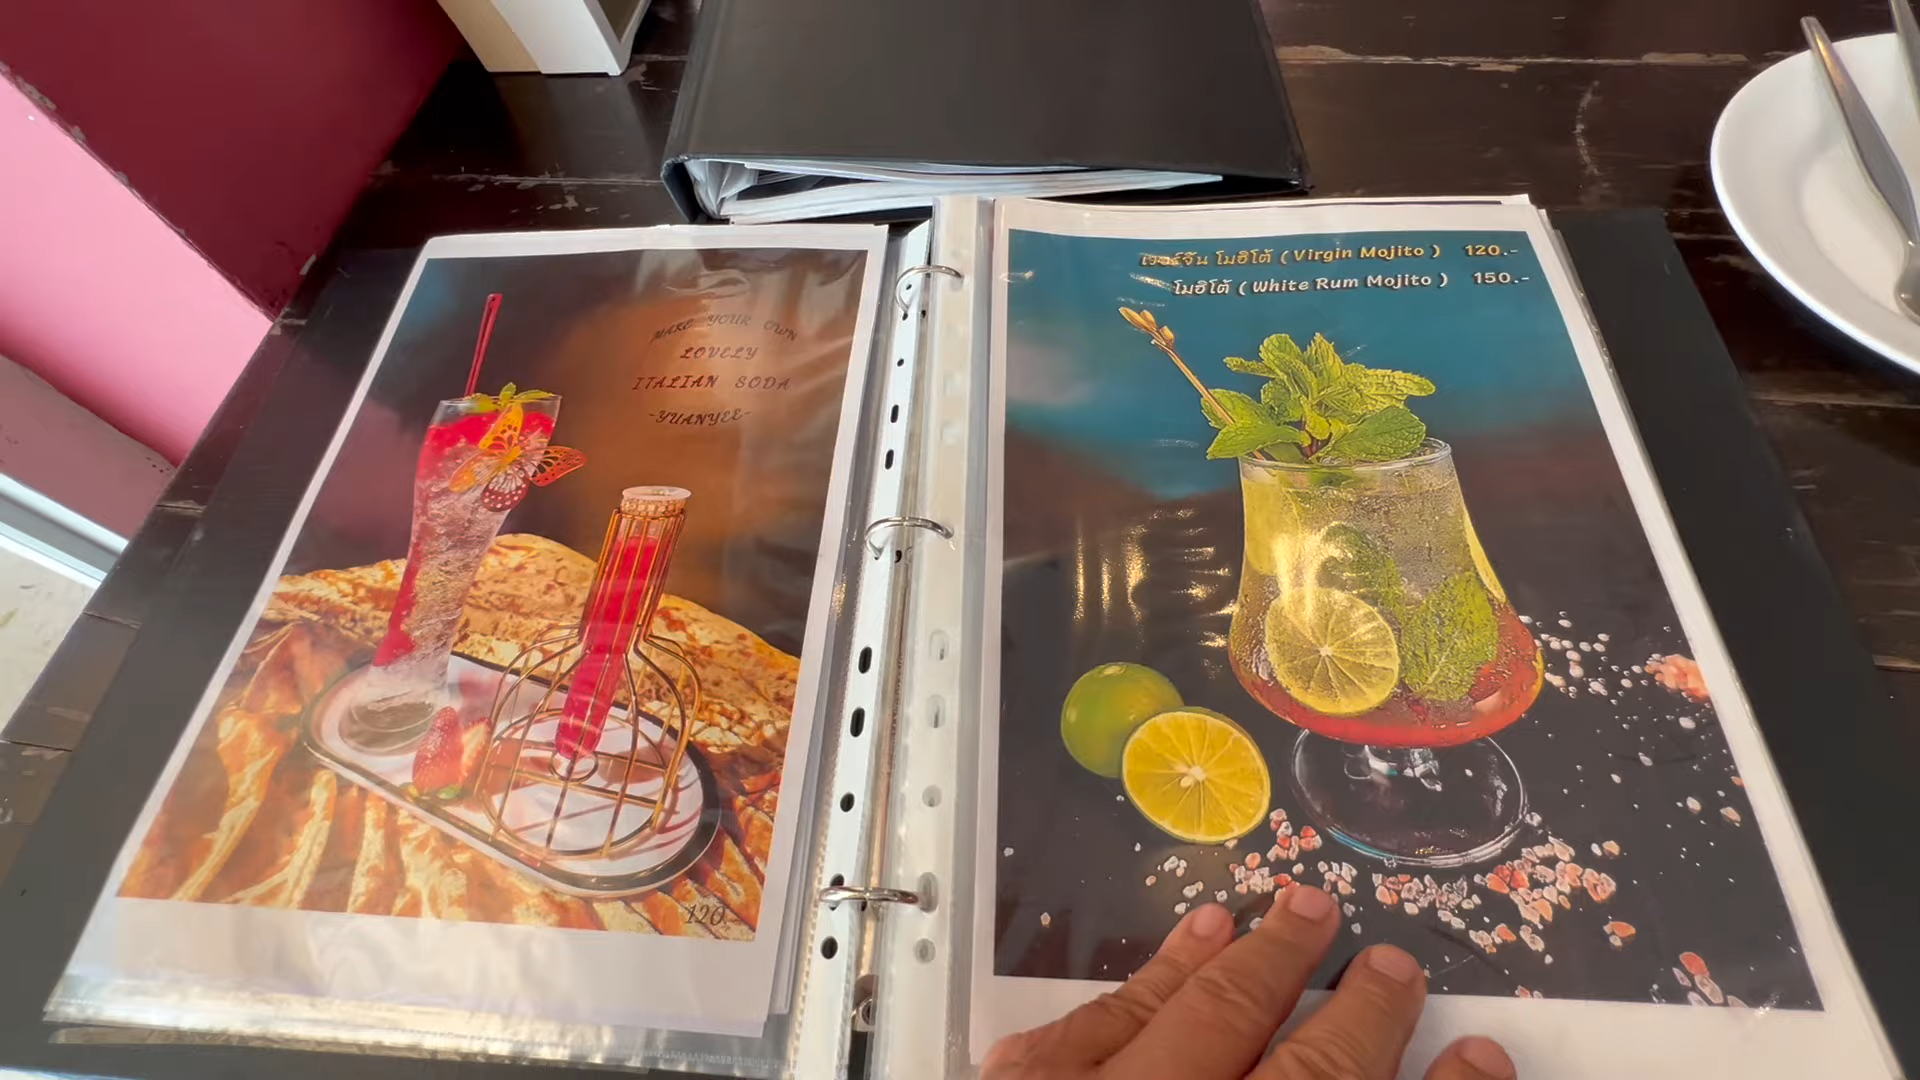 MAKE YOUR OWN
LOVELY
ITALIAN SODA
-YUANYEE-
120.-
เวอร์จิ้น โมฮิโต้ ( Virgin Mojito ) 120.-
โมฮิโต้ ( White Rum Mojito ) 150.-